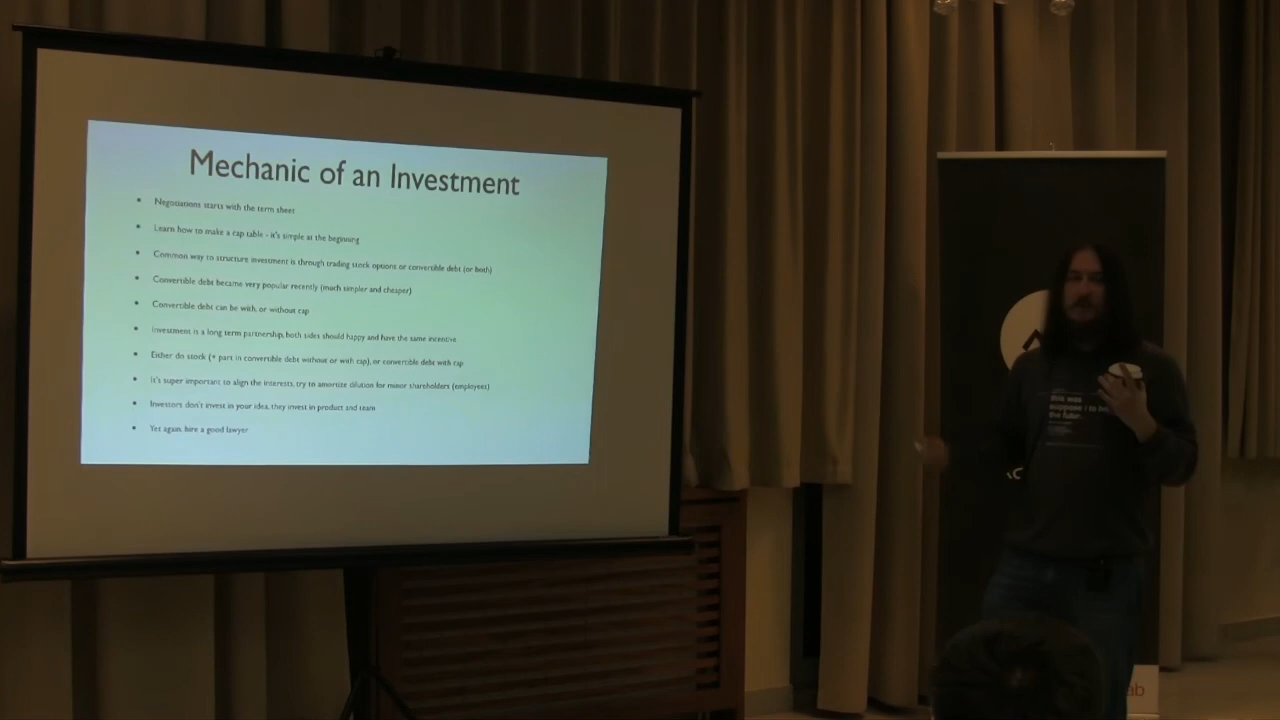 Mechanic of an Investment
• Negotiations starts with the term sheet
• Learn how to make a cap table - it's simple at the beginning
• Common way to structure investment is through trading stock options or convertible debt (or both)
• Convertible debt became very popular recently (much simpler and cheaper)
• Convertible debt can be with, or without cap
• Investment is a long term partnership, both sides should happy and have the same incentive
• Either do stock (+ part in convertible debt without or with cap), or convertible debt with cap
• It's super important to align the interests, try to amortize dilution for minor shareholders (employees)
• Investors don't invest in your idea, they invest in product and team
• Yet again, hire a good lawyer
this was
the future
ab